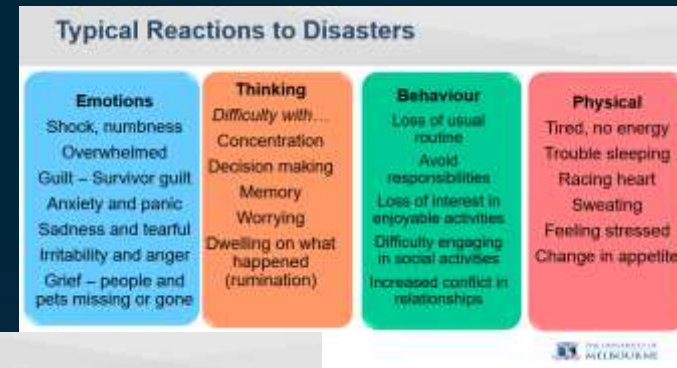 Typical Reactions to Disasters
Emotions
Shock, numbness
Overwhelmed
Guilt – Survivor guilt
Anxiety and panic
Sadness and tearful
Irritability and anger
Grief – people and
pets missing or gone
Thinking
Difficulty with…
Concentration
Decision making
Memory
Worrying
Dwelling on what
happened
(rumination)
Behaviour
Loss of usual
routine
Avoid
responsibilities
Loss of interest in
enjoyable activities
Difficulty engaging
in social activities
Increased conflict in
relationships
Physical
Tired, no energy
Trouble sleeping
Racing heart
Sweating
Feeling stressed
Change in appetite
THE UNIVERSITY OF
MELBOURNE